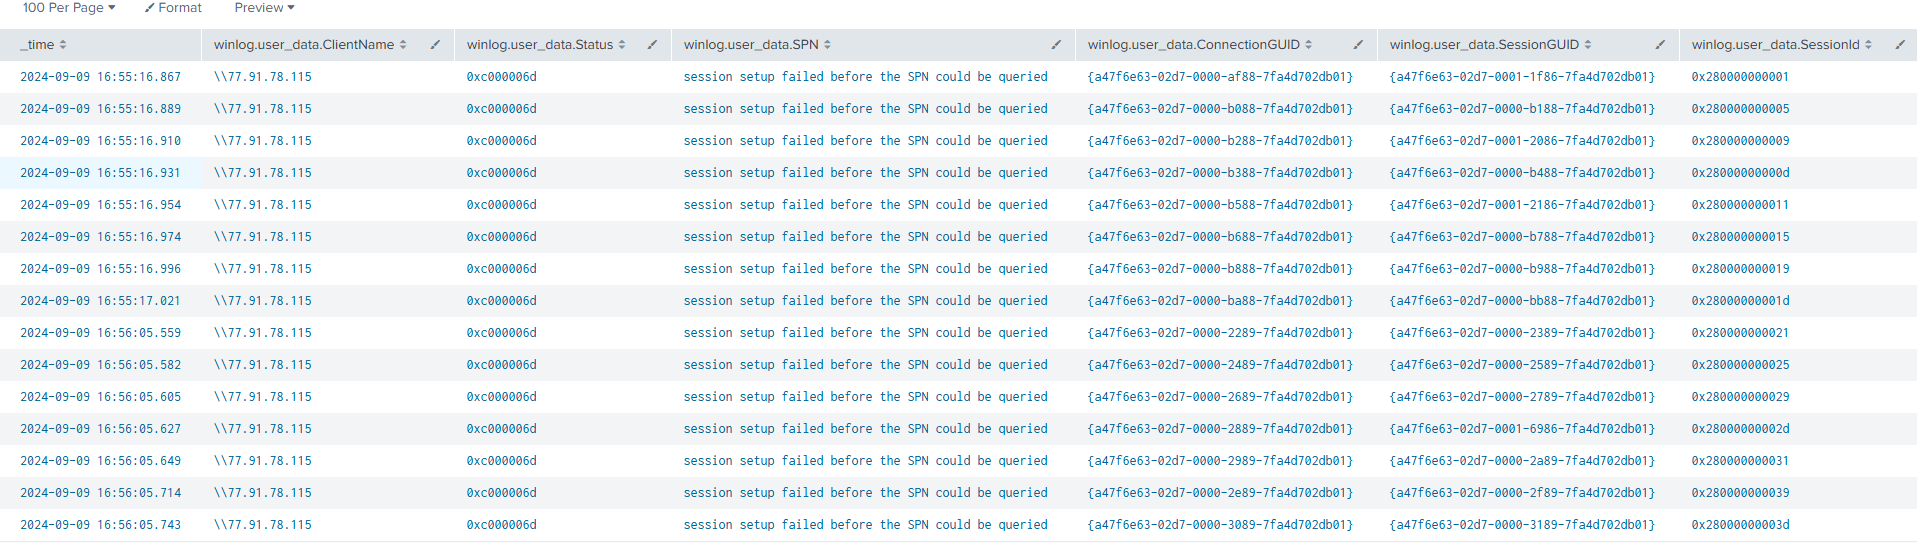 100 Per Page Format Preview
_time winlog.user_data.ClientName winlog.user_data.Status winlog.user_data.SPN winlog.user_data.ConnectionGUID winlog.user_data.SessionGUID winlog.user_data.SessionId
2024-09-09 16:55:16.867 \\77.91.78.115 0xc000006d session setup failed before the SPN could be queried {a47f6e63-02d7-0000-af88-7fa4d702db01} {a47f6e63-02d7-0001-1f86-7fa4d702db01} 0x280000000001
2024-09-09 16:55:16.889 \\77.91.78.115 0xc000006d session setup failed before the SPN could be queried {a47f6e63-02d7-0000-b088-7fa4d702db01} {a47f6e63-02d7-0000-b188-7fa4d702db01} 0x280000000005
2024-09-09 16:55:16.910 \\77.91.78.115 0xc000006d session setup failed before the SPN could be queried {a47f6e63-02d7-0000-b288-7fa4d702db01} {a47f6e63-02d7-0001-2086-7fa4d702db01} 0x280000000009
2024-09-09 16:55:16.931 \\77.91.78.115 0xc000006d session setup failed before the SPN could be queried {a47f6e63-02d7-0000-b388-7fa4d702db01} {a47f6e63-02d7-0000-b488-7fa4d702db01} 0x28000000000d
2024-09-09 16:55:16.954 \\77.91.78.115 0xc000006d session setup failed before the SPN could be queried {a47f6e63-02d7-0000-b588-7fa4d702db01} {a47f6e63-02d7-0001-2186-7fa4d702db01} 0x280000000011
2024-09-09 16:55:16.974 \\77.91.78.115 0xc000006d session setup failed before the SPN could be queried {a47f6e63-02d7-0000-b688-7fa4d702db01} {a47f6e63-02d7-0000-b788-7fa4d702db01} 0x280000000015
2024-09-09 16:55:16.996 \\77.91.78.115 0xc000006d session setup failed before the SPN could be queried {a47f6e63-02d7-0000-b888-7fa4d702db01} {a47f6e63-02d7-0000-b988-7fa4d702db01} 0x280000000019
2024-09-09 16:55:17.021 \\77.91.78.115 0xc000006d session setup failed before the SPN could be queried {a47f6e63-02d7-0000-ba88-7fa4d702db01} {a47f6e63-02d7-0000-bb88-7fa4d702db01} 0x28000000001d
2024-09-09 16:56:05.559 \\77.91.78.115 0xc000006d session setup failed before the SPN could be queried {a47f6e63-02d7-0000-2289-7fa4d702db01} {a47f6e63-02d7-0000-2389-7fa4d702db01} 0x280000000021
2024-09-09 16:56:05.582 \\77.91.78.115 0xc000006d session setup failed before the SPN could be queried {a47f6e63-02d7-0000-2489-7fa4d702db01} {a47f6e63-02d7-0000-2589-7fa4d702db01} 0x280000000025
2024-09-09 16:56:05.605 \\77.91.78.115 0xc000006d session setup failed before the SPN could be queried {a47f6e63-02d7-0000-2689-7fa4d702db01} {a47f6e63-02d7-0000-2789-7fa4d702db01} 0x280000000029
2024-09-09 16:56:05.627 \\77.91.78.115 0xc000006d session setup failed before the SPN could be queried {a47f6e63-02d7-0000-2889-7fa4d702db01} {a47f6e63-02d7-0001-6986-7fa4d702db01} 0x28000000002d
2024-09-09 16:56:05.649 \\77.91.78.115 0xc000006d session setup failed before the SPN could be queried {a47f6e63-02d7-0000-2989-7fa4d702db01} {a47f6e63-02d7-0000-2a89-7fa4d702db01} 0x280000000031
2024-09-09 16:56:05.714 \\77.91.78.115 0xc000006d session setup failed before the SPN could be queried {a47f6e63-02d7-0000-2e89-7fa4d702db01} {a47f6e63-02d7-0000-2f89-7fa4d702db01} 0x280000000039
2024-09-09 16:56:05.743 \\77.91.78.115 0xc000006d session setup failed before the SPN could be queried {a47f6e63-02d7-0000-3089-7fa4d702db01} {a47f6e63-02d7-0000-3189-7fa4d702db01} 0x28000000003d